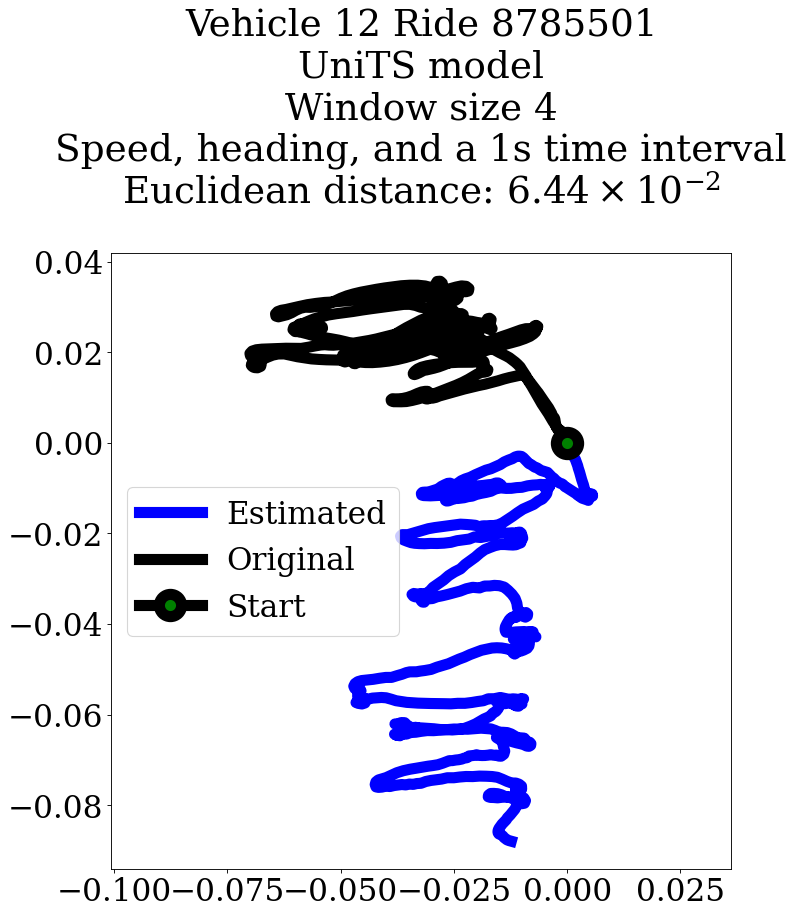 Vehicle 12 Ride 8785501
UniTS model
Window size 4
Speed, heading, and a 1s time interval
Euclidean distance: 6.44 × 10⁻²
0.04
0.02
0.00
−0.02
−0.04
−0.06
−0.08
Estimated
Original
Start
−0.100 −0.075 −0.050 −0.025 0.000 0.025